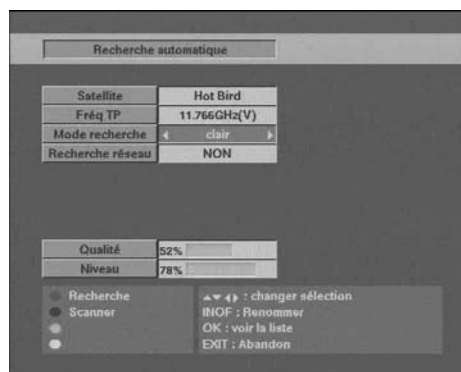 Recherche automatique
Satellite Hot Bird
Fréq TP 11.766GHz(V)
Mode recherche clair
Recherche réseau NON
Qualité 52%
Niveau 78%
Recherche
Scanner
▲▼◀▶ : changer sélection
INOF : Renommer
OK : voir la liste
EXIT : Abandon